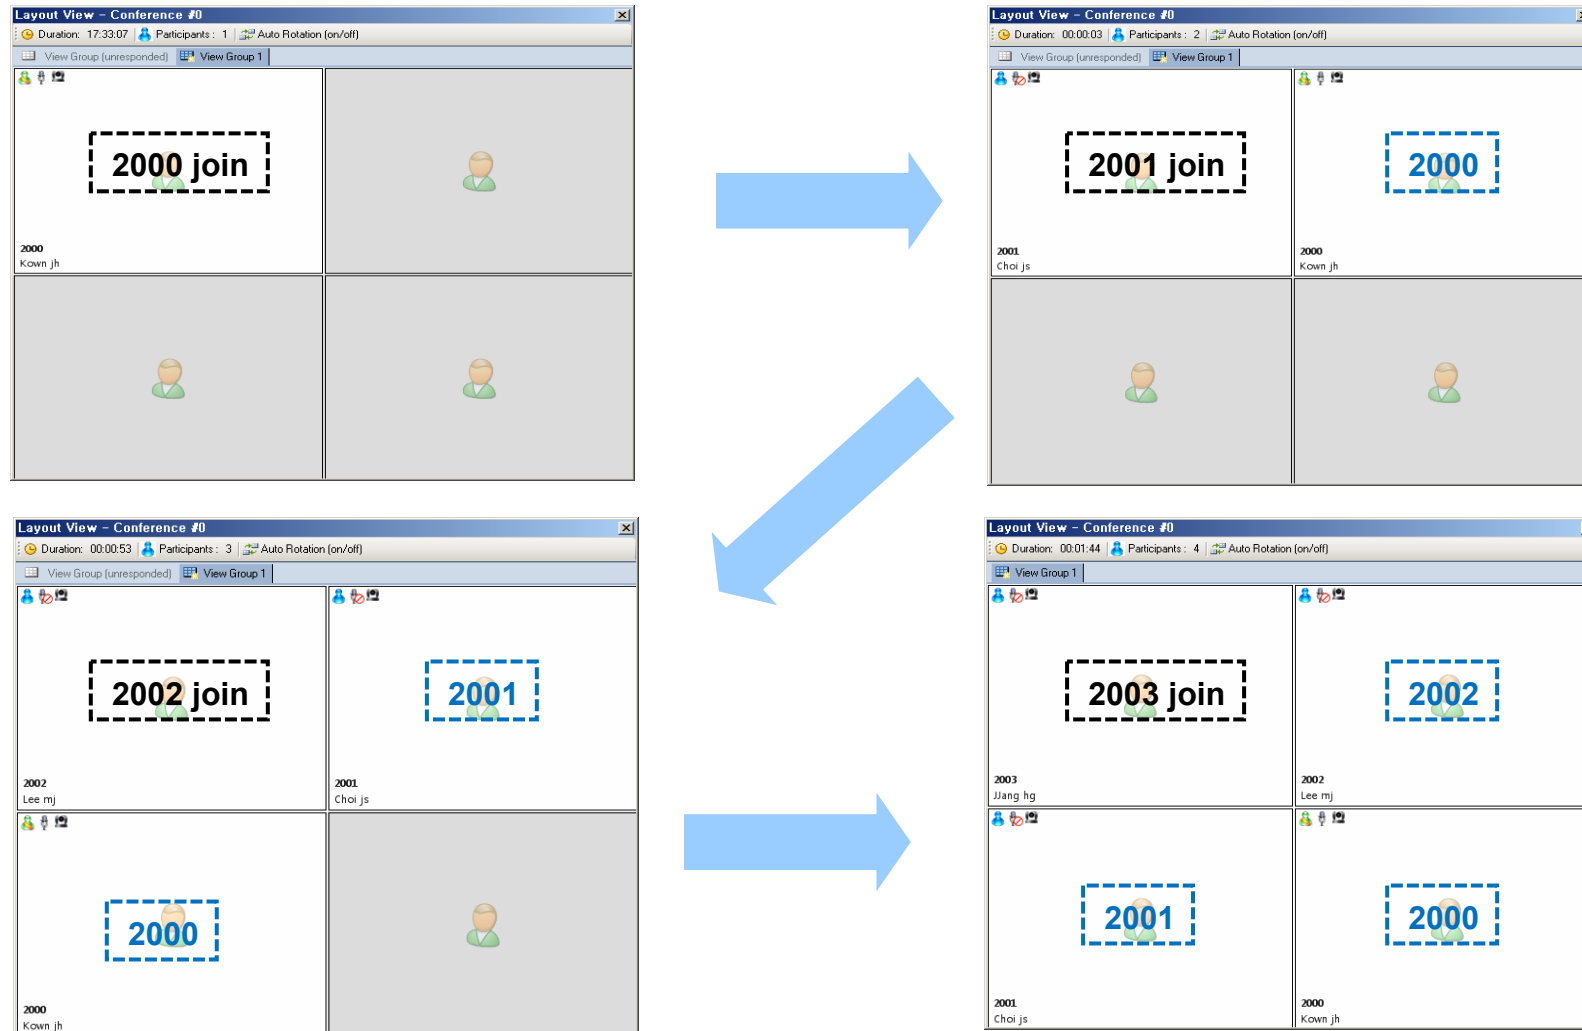 Layout View - Conference #0
Duration: 17:33:07 Participants : 1 Auto Rotation (on/off)
View Group (unresponded) View Group 1
2000 join
2000
Kown jh
Layout View - Conference #0
Duration: 00:00:03 Participants : 2 Auto Rotation (on/off)
View Group (unresponded) View Group 1
2001 join
2000
2001
Choi js
2000
Kown jh
Layout View - Conference #0
Duration: 00:00:53 Participants : 3 Auto Rotation (on/off)
View Group (unresponded) View Group 1
2002 join
2001
2002
Lee mj
2001
Choi js
2000
2000
Kown jh
Layout View - Conference #0
Duration: 00:01:44 Participants : 4 Auto Rotation (on/off)
View Group 1
2003 join
2002
2003
JJang hg
2002
Lee mj
2001
2000
2001
Choi js
2000
Kown jh